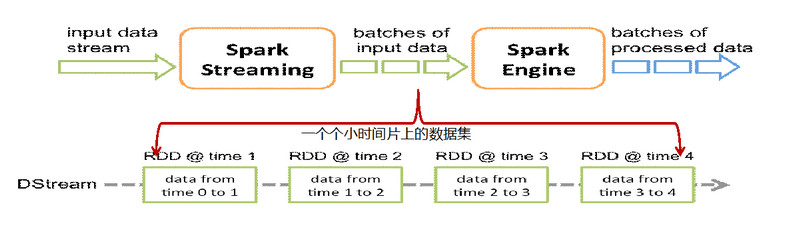 input data
stream
Spark
Streaming
batches of
input data
Spark
Engine
batches of
processed data
一个个小时间片上的数据集
RDD @ time 1
RDD @ time 2
RDD @ time 3
RDD @ time 4
DStream
data from
time 0 to 1
data from
time 1 to 2
data from
time 2 to 3
data from
time 3 to 4